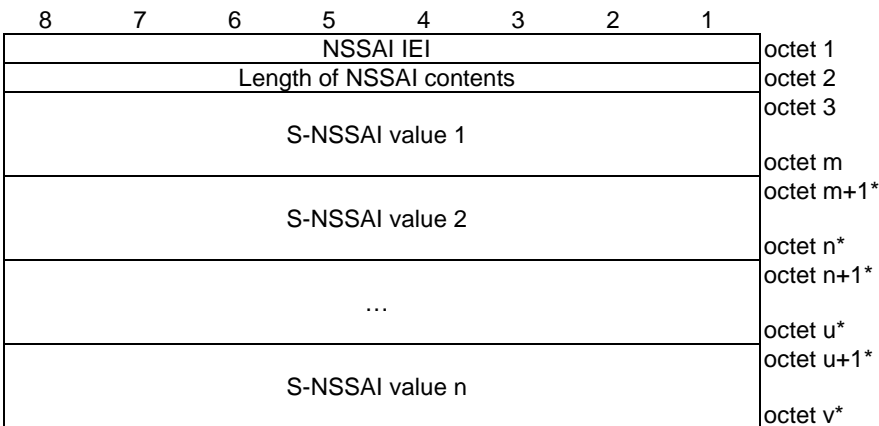 8 7 6 5 4 3 2 1
NSSAI IEI octet 1
Length of NSSAI contents octet 2
octet 3
S-NSSAI value 1
octet m
octet m+1*
S-NSSAI value 2
octet n*
octet n+1*
…
octet u*
octet u+1*
S-NSSAI value n
octet v*